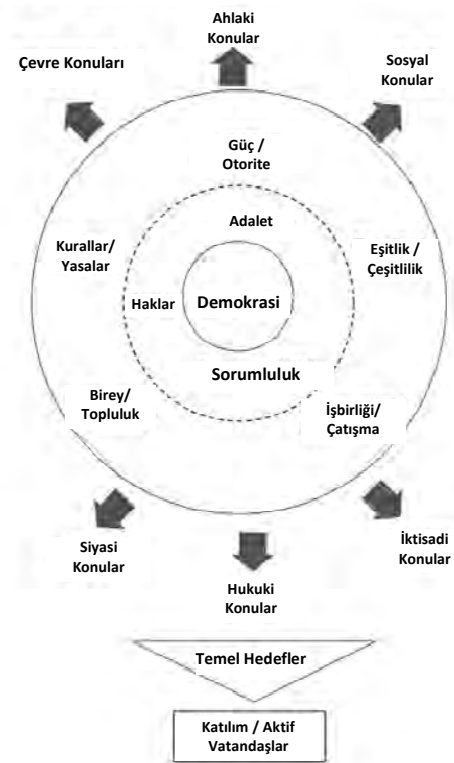 Ahlaki
Konular
Çevre Konuları
Sosyal
Konular
Güç /
Otorite
Adalet
Kurallar/
Yasalar
Eşitlik /
Çeşitlilik
Haklar
Demokrasi
Sorumluluk
Birey/
Topluluk
İşbirliği/
Çatışma
Siyasi
Konular
İktisadi
Konular
Hukuki
Konular
Temel Hedefler
Katılım / Aktif
Vatandaşlar